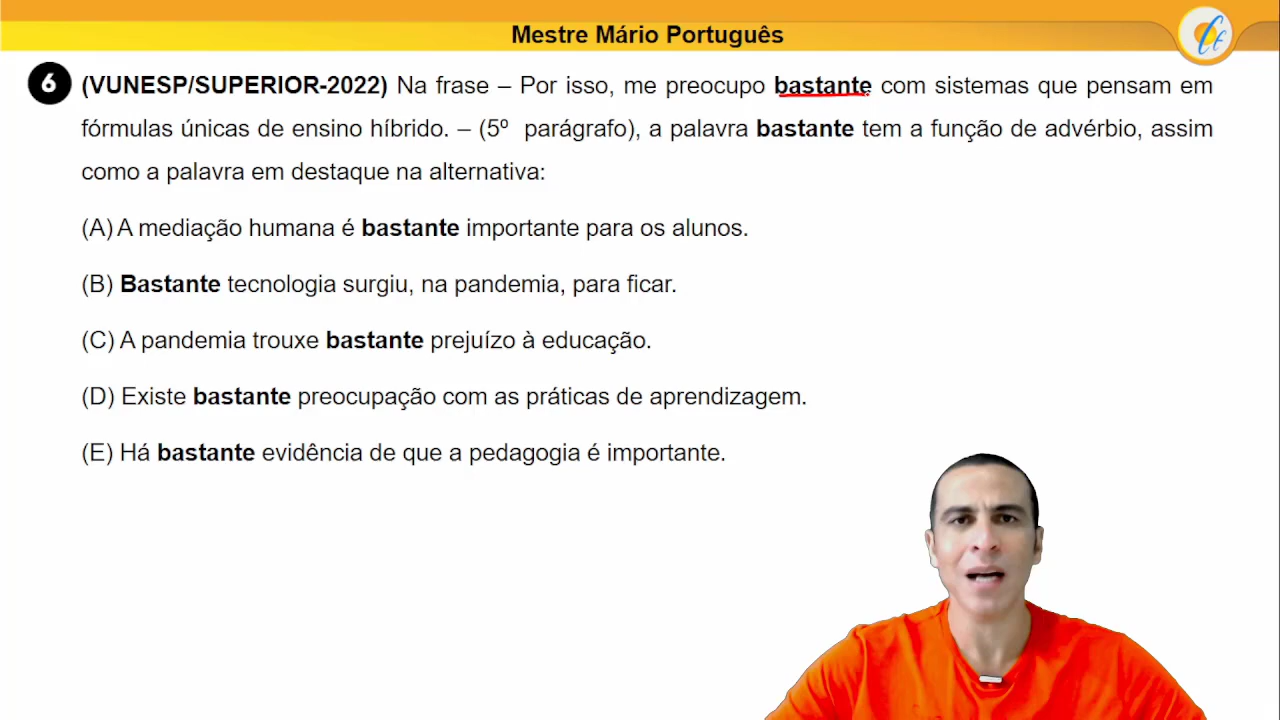 Mestre Mário Português
6 (VUNESP/SUPERIOR-2022) Na frase – Por isso, me preocupo bastante com sistemas que pensam em
fórmulas únicas de ensino híbrido. – (5º parágrafo), a palavra bastante tem a função de advérbio, assim
como a palavra em destaque na alternativa:
(A) A mediação humana é bastante importante para os alunos.
(B) Bastante tecnologia surgiu, na pandemia, para ficar.
(C) A pandemia trouxe bastante prejuízo à educação.
(D) Existe bastante preocupação com as práticas de aprendizagem.
(E) Há bastante evidência de que a pedagogia é importante.